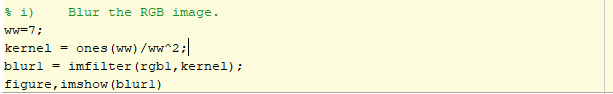 % i)    Blur the RGB image.
ww=7;
kernel = ones(ww)/ww^2;
blur1 = imfilter(rgb1,kernel);
figure,imshow(blur1)